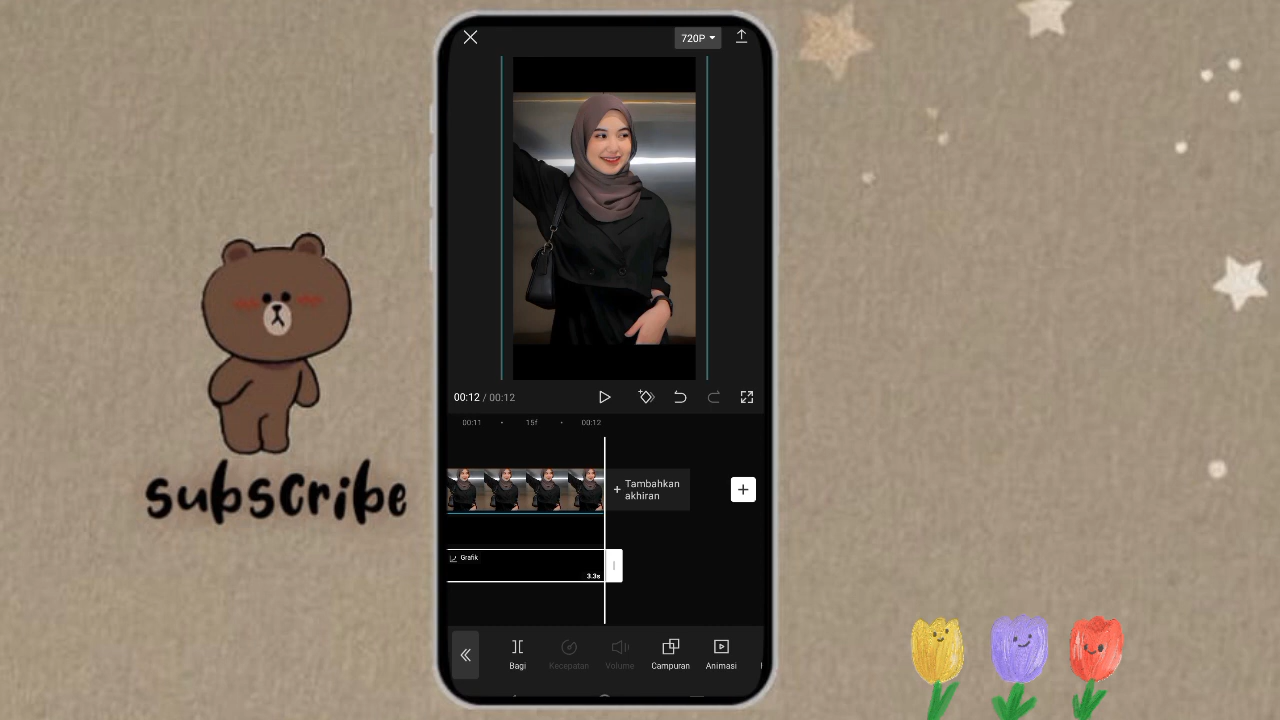 720P
00:12 / 00:12
00:11
15f
00:12
+ Tambahkan
akhiran
Grafik
3.3s
Bagi
Kecepatan
Volume
Campuran
Animasi
subscribe